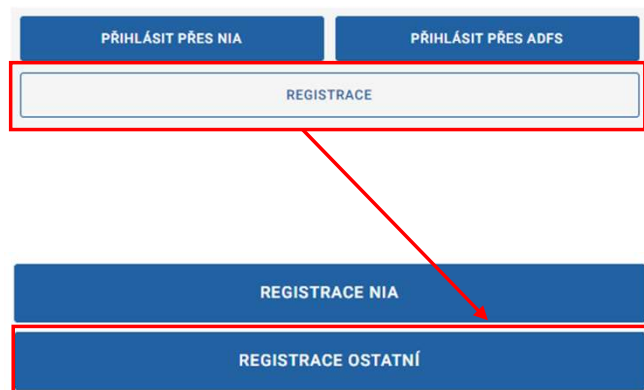 PŘIHLÁSIT PŘES NIA
PŘIHLÁSIT PŘES ADFS
REGISTRACE
REGISTRACE NIA
REGISTRACE OSTATNÍ